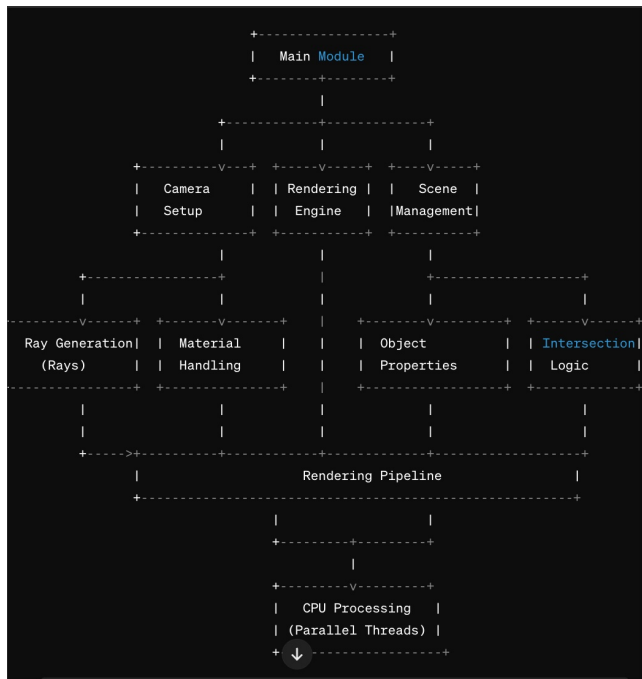 Main Module
Camera Rendering Scene
Setup Engine Management
Ray Generation Material Object Intersection
(Rays) Handling Properties Logic
Rendering Pipeline
CPU Processing
(Parallel Threads)